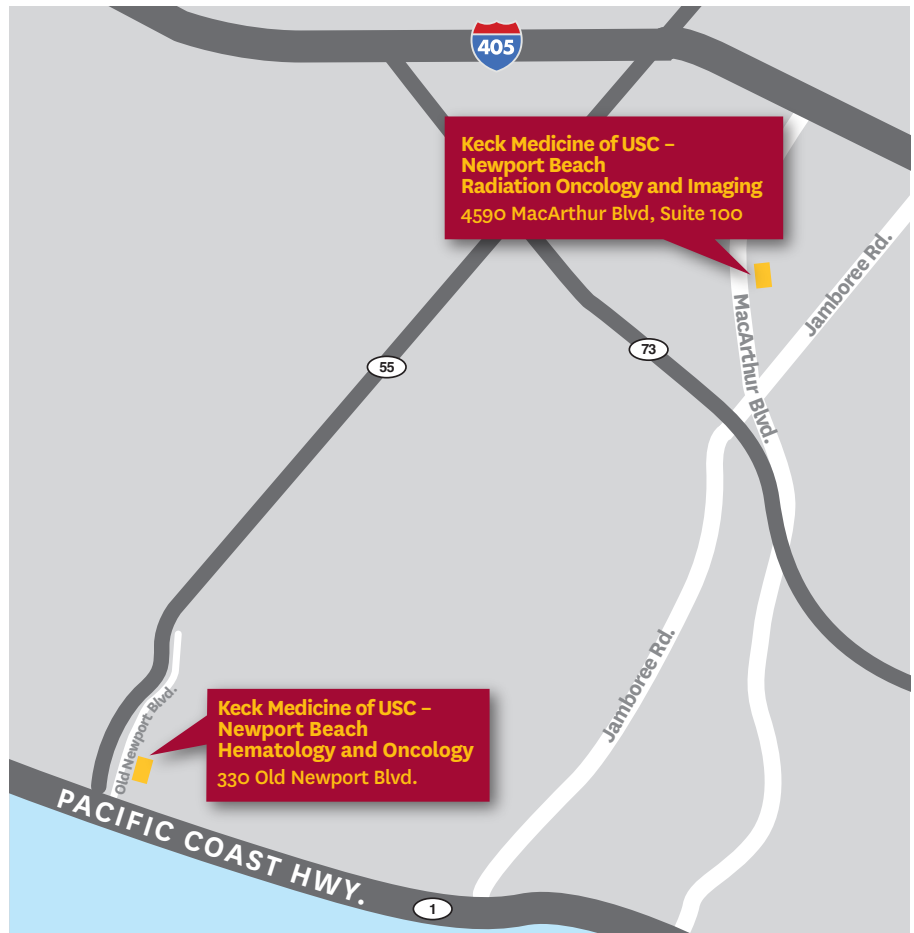 405
Keck Medicine of USC –
Newport Beach
Radiation Oncology and Imaging
4590 MacArthur Blvd, Suite 100
Jamboree Rd.
MacArthur Blvd.
73
55
Jamboree Rd.
Old Newport Blvd.
Keck Medicine of USC –
Newport Beach
Hematology and Oncology
330 Old Newport Blvd.
PACIFIC COAST HWY.
1